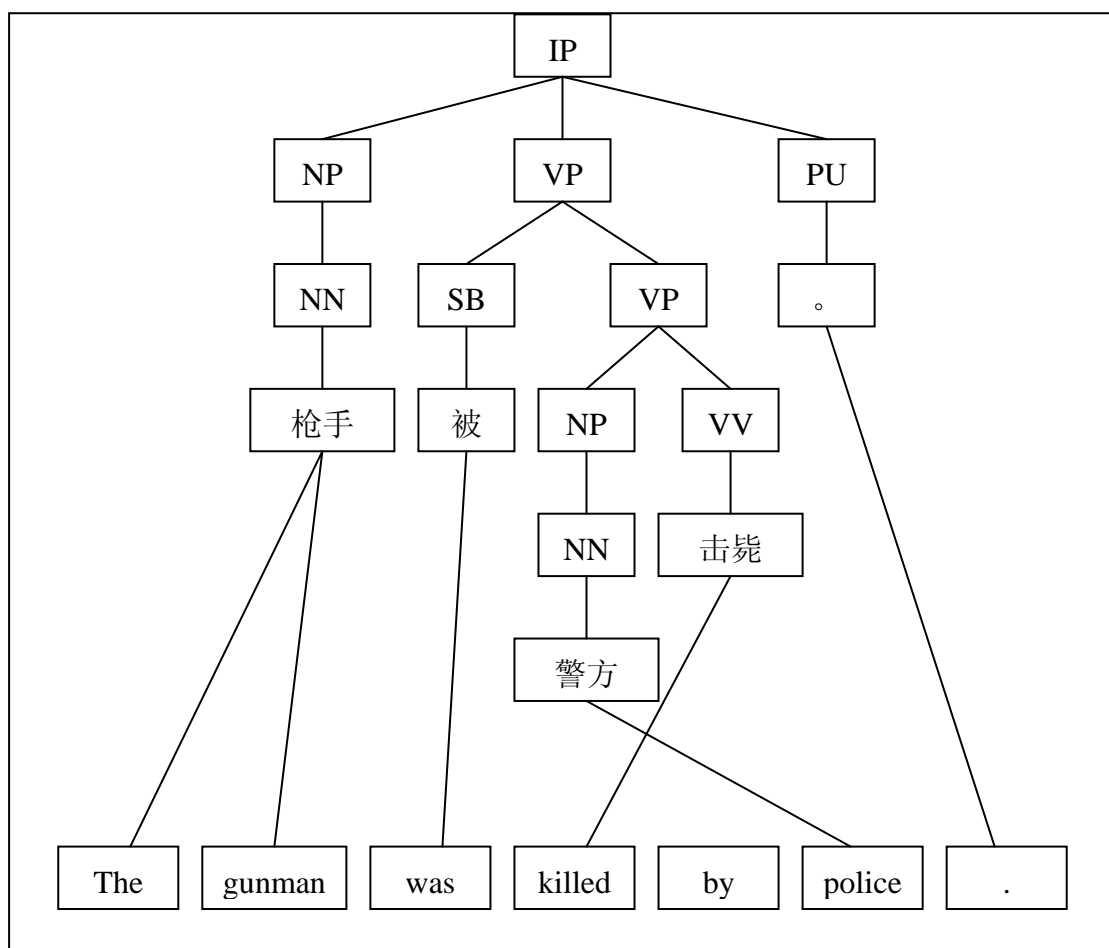 IP
NP VP PU
NN SB VP 。
枪手 被 NP VV
NN 击毙
警方
The gunman was killed by police .